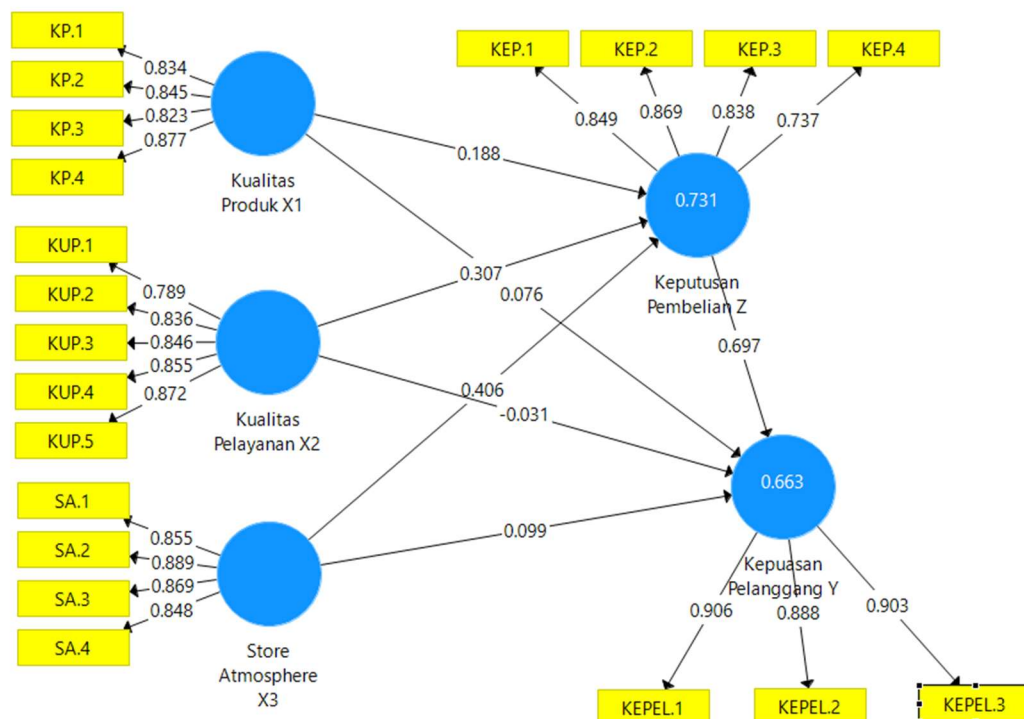 KP.1
KP.2
KP.3
KP.4
0.834
0.845
0.823
0.877
Kualitas
Produk X1
KEP.1
KEP.2
KEP.3
KEP.4
0.849
0.869
0.838
0.737
0.188
0.731
Keputusan
Pembelian Z
KUP.1
KUP.2
KUP.3
KUP.4
KUP.5
0.789
0.836
0.846
0.855
0.872
Kualitas
Pelayanan X2
0.307
0.076
0.697
0.406
-0.031
SA.1
SA.2
SA.3
SA.4
0.855
0.889
0.869
0.848
Store
Atmosphere
X3
0.099
0.663
Kepuasan
Pelanggang Y
0.906
0.888
0.903
KEPEL.1
KEPEL.2
KEPEL.3